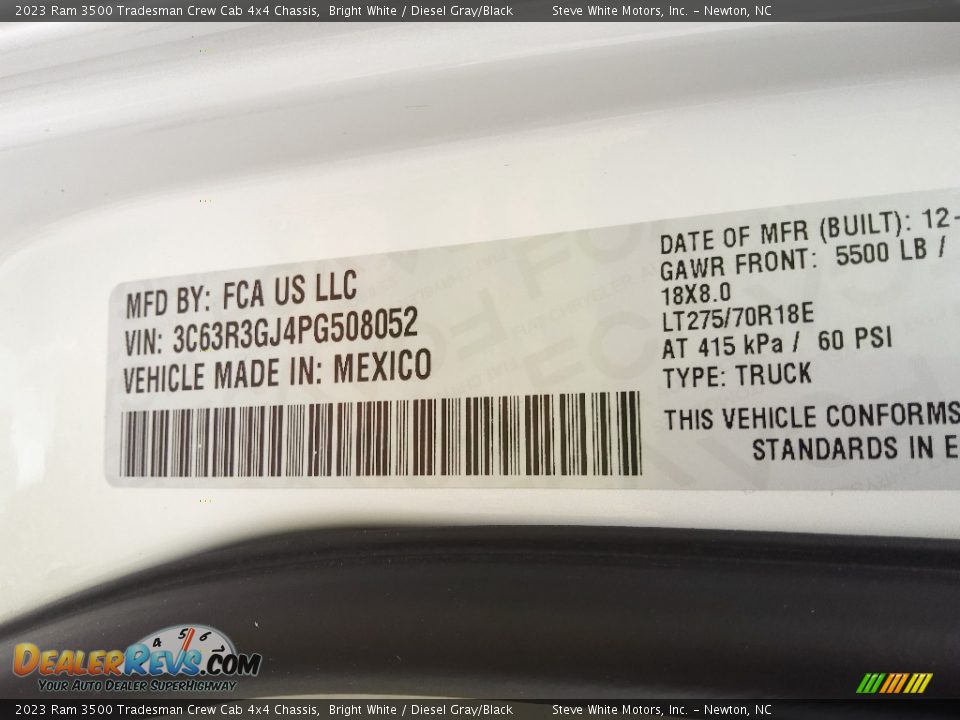 2023 Ram 3500 Tradesman Crew Cab 4x4 Chassis, Bright White / Diesel Gray/Black Steve White Motors, Inc. – Newton, NC
MFD BY: FCA US LLC
VIN: 3C63R3GJ4PG508052
VEHICLE MADE IN: MEXICO
DATE OF MFR (BUILT): 12-
GAWR FRONT: 5500 LB /
18X8.0
LT275/70R18E
AT 415 kPa / 60 PSI
TYPE: TRUCK
THIS VEHICLE CONFORMS
STANDARDS IN E
4 5 6
DEALERREVS.COM
YOUR AUTO DEALER SUPERHIGHWAY
2023 Ram 3500 Tradesman Crew Cab 4x4 Chassis, Bright White / Diesel Gray/Black Steve White Motors, Inc. – Newton, NC